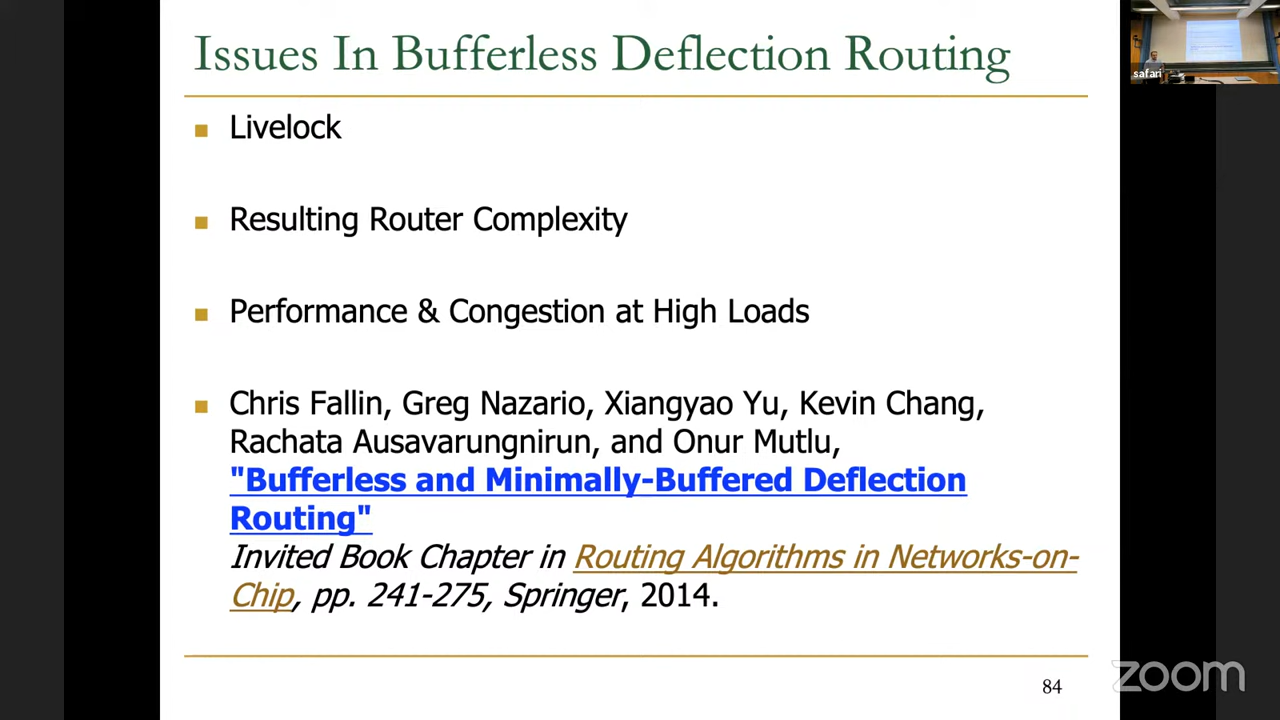 Issues In Bufferless Deflection Routing
safari
Livelock
Resulting Router Complexity
Performance & Congestion at High Loads
Chris Fallin, Greg Nazario, Xiangyao Yu, Kevin Chang,
Rachata Ausavarungnirun, and Onur Mutlu,
"Bufferless and Minimally-Buffered Deflection
Routing"
Invited Book Chapter in Routing Algorithms in Networks-on-
Chip, pp. 241-275, Springer, 2014.
84
zoom